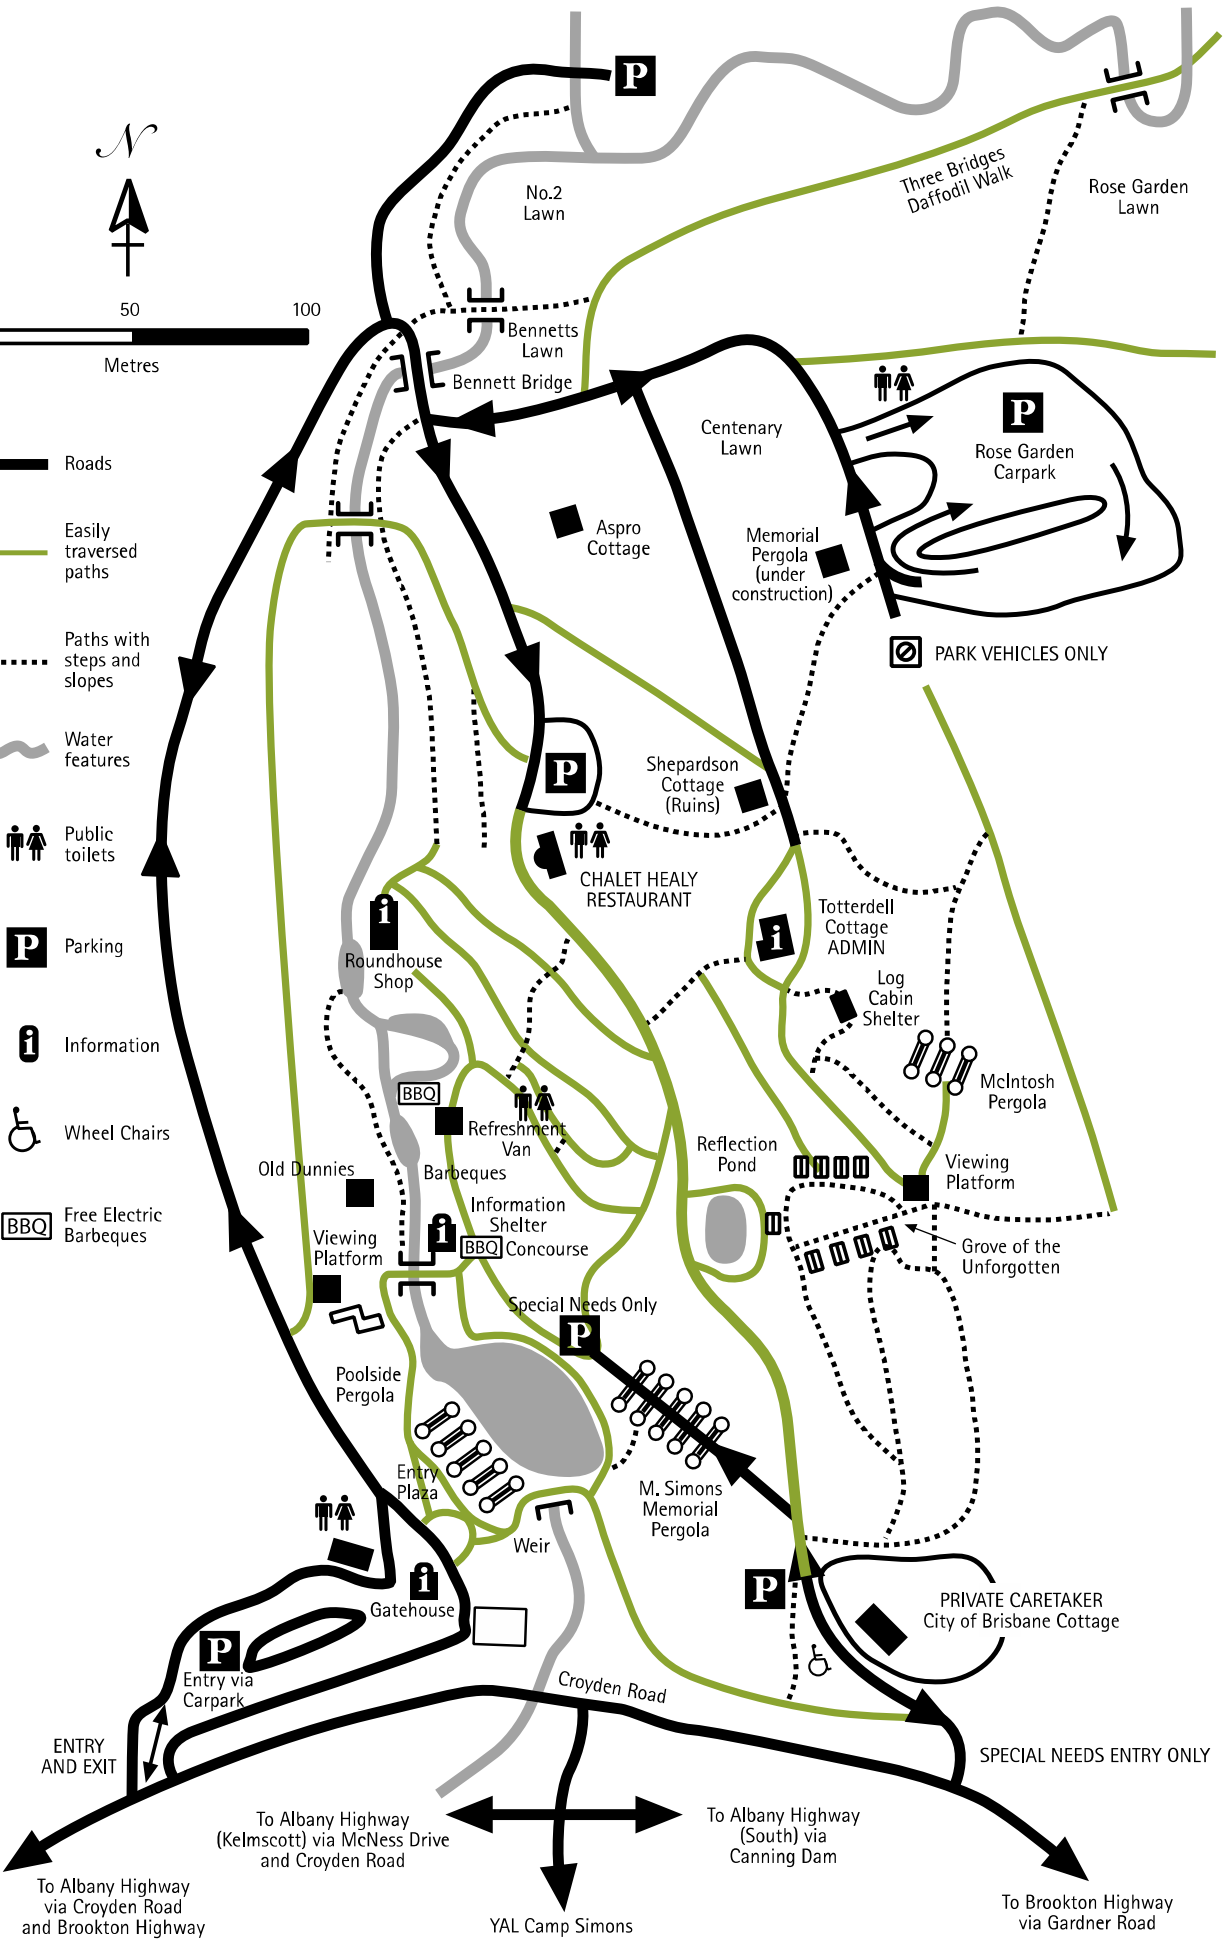 P
N
No.2
Lawn
Three Bridges
Daffodil Walk
Rose Garden
Lawn
50
100
Metres
Bennetts
Lawn
Bennett Bridge
P
Centenary
Lawn
Rose Garden
Carpark
Roads
Easily
traversed
paths
Aspro
Cottage
Memorial
Pergola
(under
construction)
Paths with
steps and
slopes
PARK VEHICLES ONLY
Water
features
P
Shepardson
Cottage
(Ruins)
Public
toilets
CHALET HEALY
RESTAURANT
P
Parking
i
Roundhouse
Shop
i
Totterdell
Cottage
ADMIN
Log
Cabin
Shelter
i
Information
McIntosh
Pergola
Wheel Chairs
BBQ
Refreshment
Van
Reflection
Pond
Viewing
Platform
Old Dunnies
Barbeques
BBQ
Free Electric
Barbeques
Information
Shelter
i
BBQ
Concourse
Viewing
Platform
Grove of the
Unforgotten
Special Needs Only
P
Poolside
Pergola
Entry
Plaza
M. Simons
Memorial
Pergola
Weir
i
Gatehouse
P
PRIVATE CARETAKER
City of Brisbane Cottage
P
Entry via
Carpark
Croyden Road
ENTRY
AND EXIT
SPECIAL NEEDS ENTRY ONLY
To Albany Highway
(Kelmscott) via McNess Drive
and Croyden Road
To Albany Highway
(South) via
Canning Dam
To Albany Highway
via Croyden Road
and Brookton Highway
YAL Camp Simons
To Brookton Highway
via Gardner Road